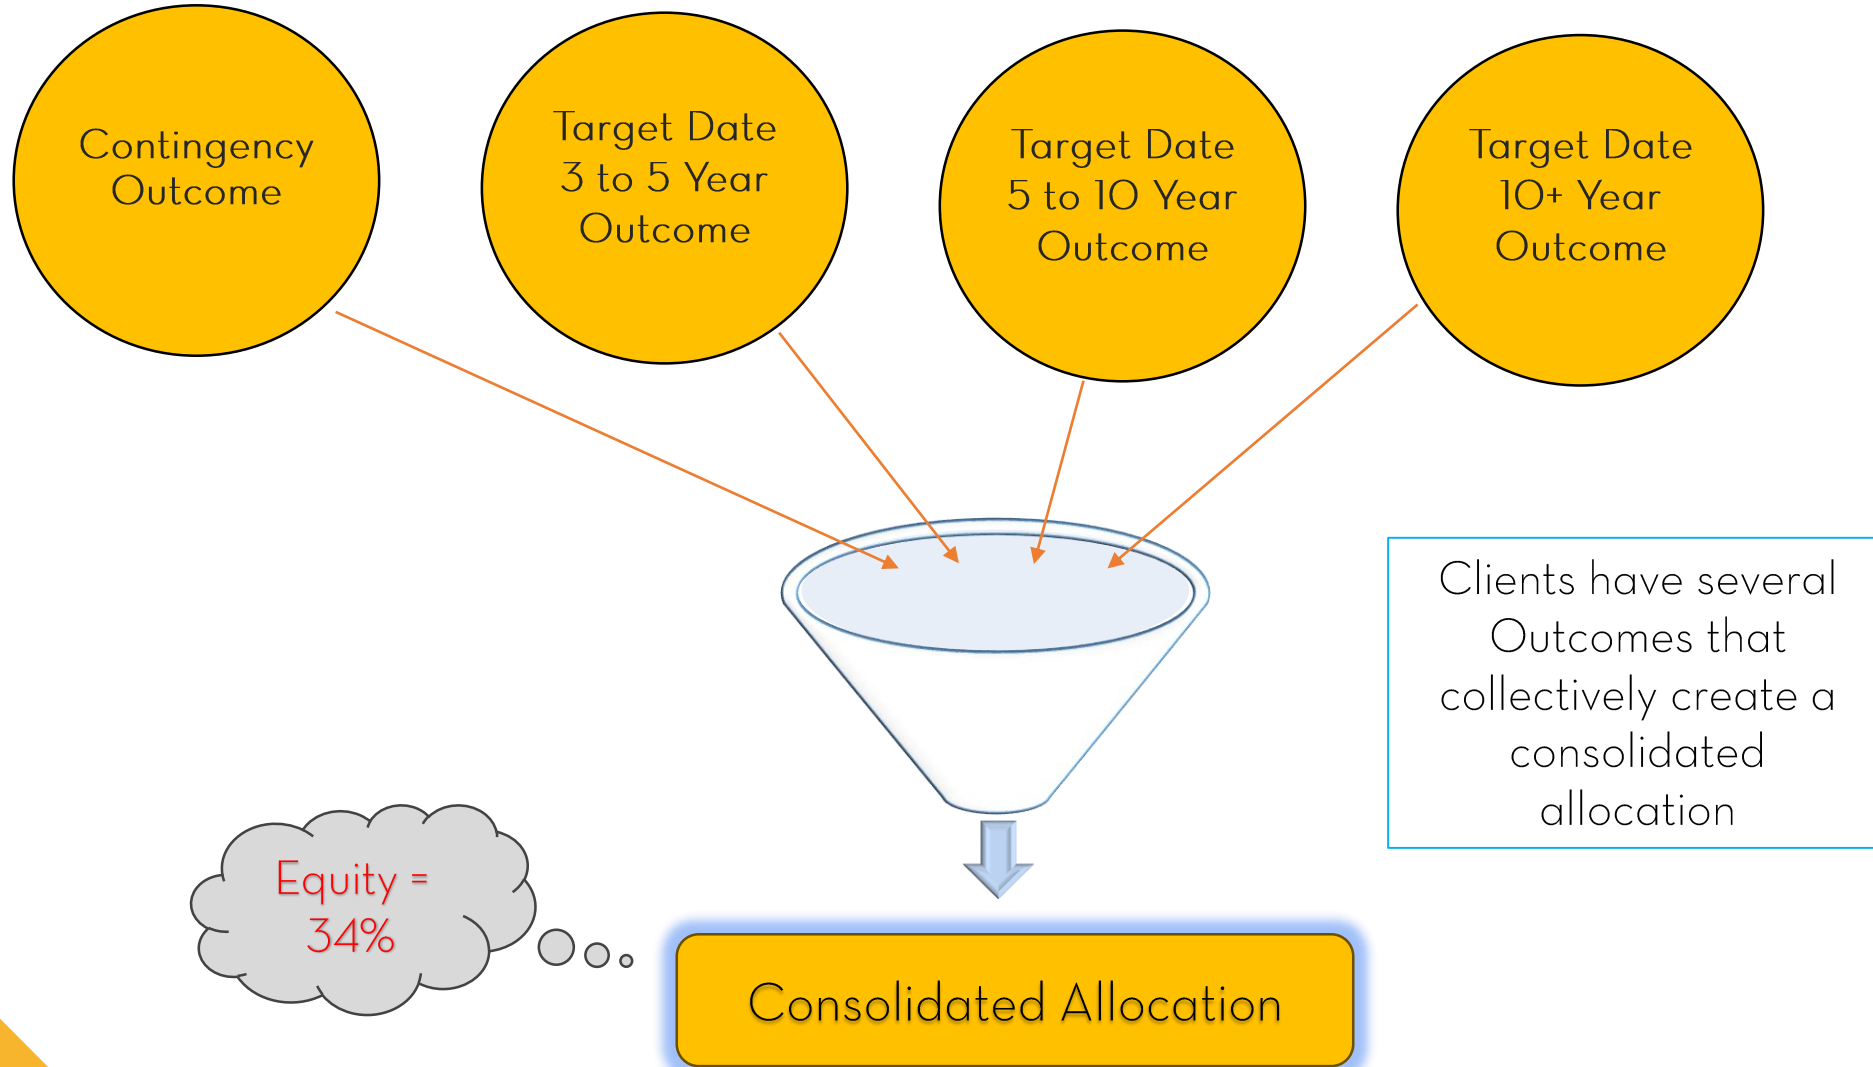 Contingency
Outcome
Target Date
3 to 5 Year
Outcome
Target Date
5 to 10 Year
Outcome
Target Date
10+ Year
Outcome
Clients have several
Outcomes that
collectively create a
consolidated
allocation
Equity =
34%
Consolidated Allocation